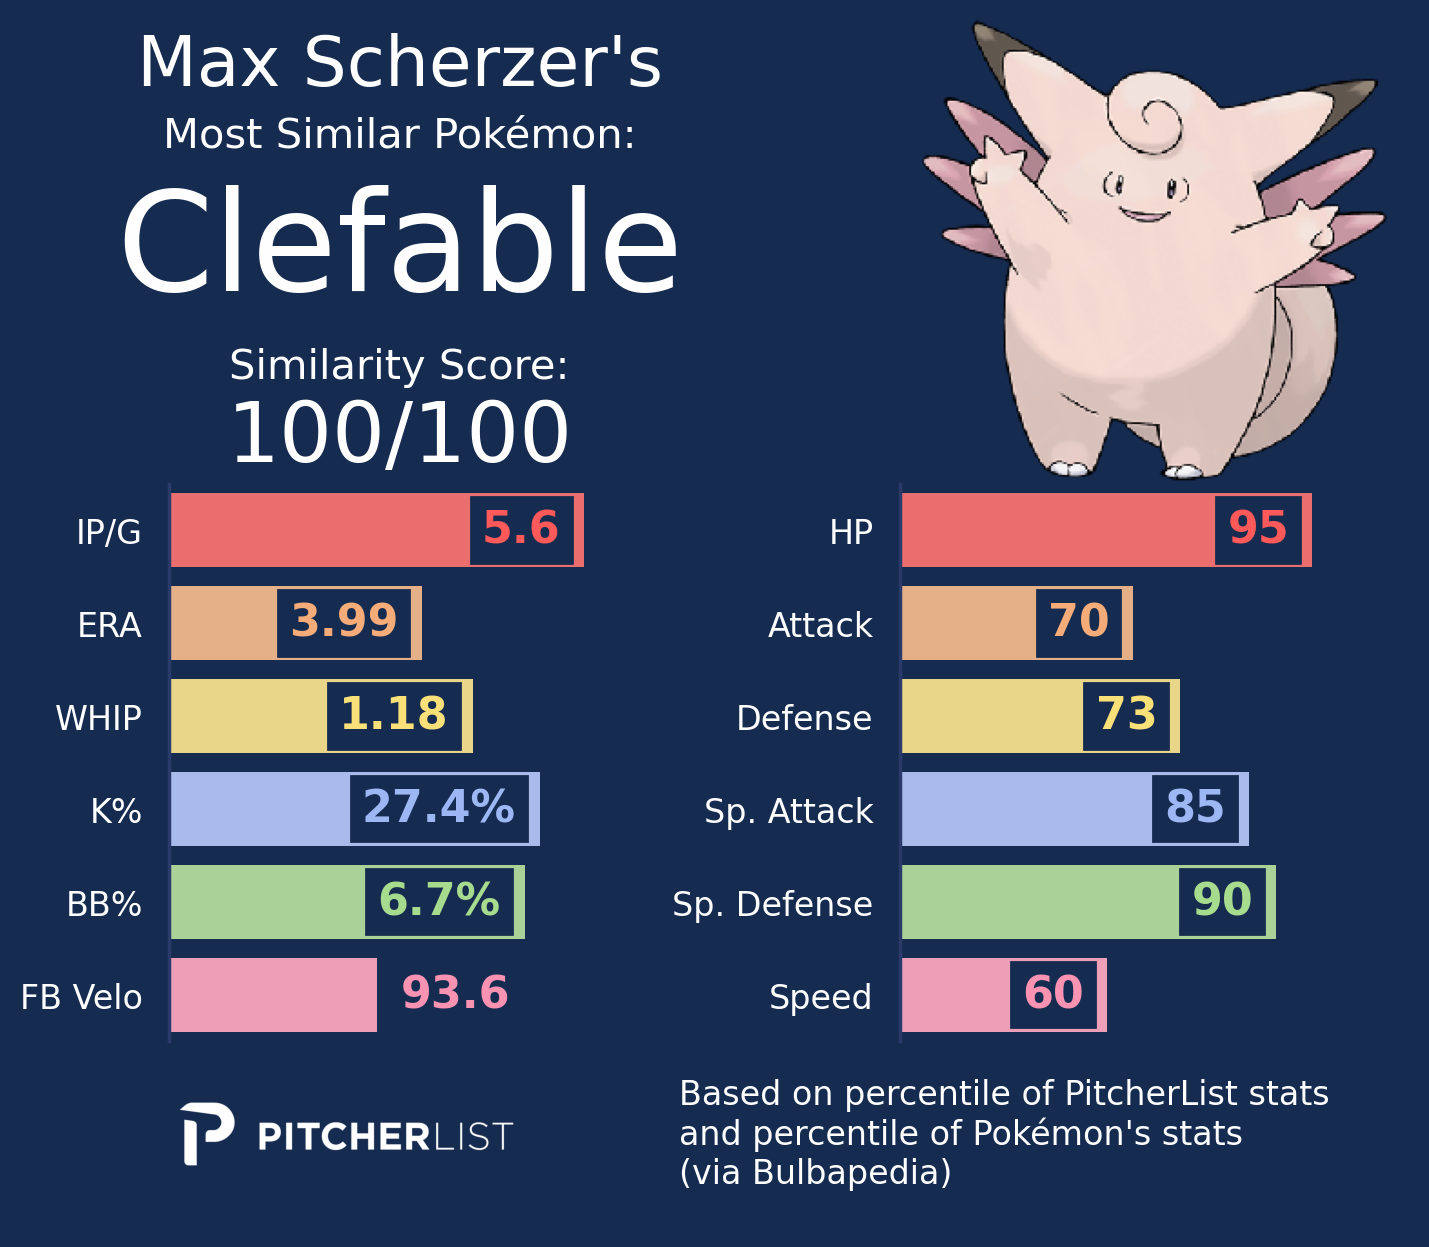 Max Scherzer's
Most Similar Pokémon:
Clefable
Similarity Score:
100/100
IP/G 5.6
ERA 3.99
WHIP 1.18
K% 27.4%
BB% 6.7%
FB Velo 93.6
HP 95
Attack 70
Defense 73
Sp. Attack 85
Sp. Defense 90
Speed 60
PITCHERLIST
Based on percentile of PitcherList stats
and percentile of Pokémon's stats
(via Bulbapedia)